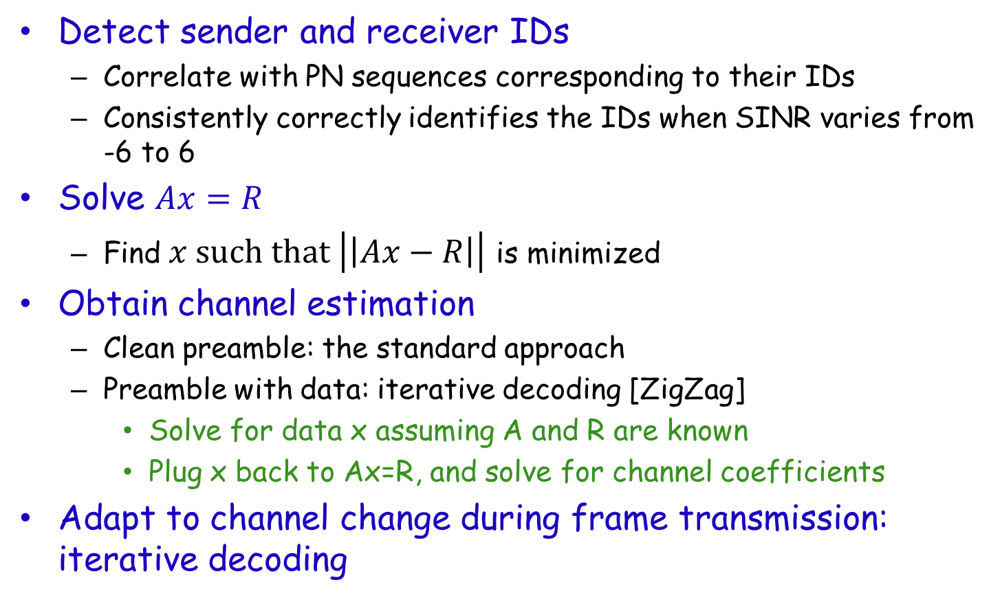 • Detect sender and receiver IDs
– Correlate with PN sequences corresponding to their IDs
– Consistently correctly identifies the IDs when SINR varies from
-6 to 6
• Solve Ax = R
– Find x such that ||Ax − R|| is minimized
• Obtain channel estimation
– Clean preamble: the standard approach
– Preamble with data: iterative decoding [ZigZag]
• Solve for data x assuming A and R are known
• Plug x back to Ax=R, and solve for channel coefficients
• Adapt to channel change during frame transmission:
iterative decoding